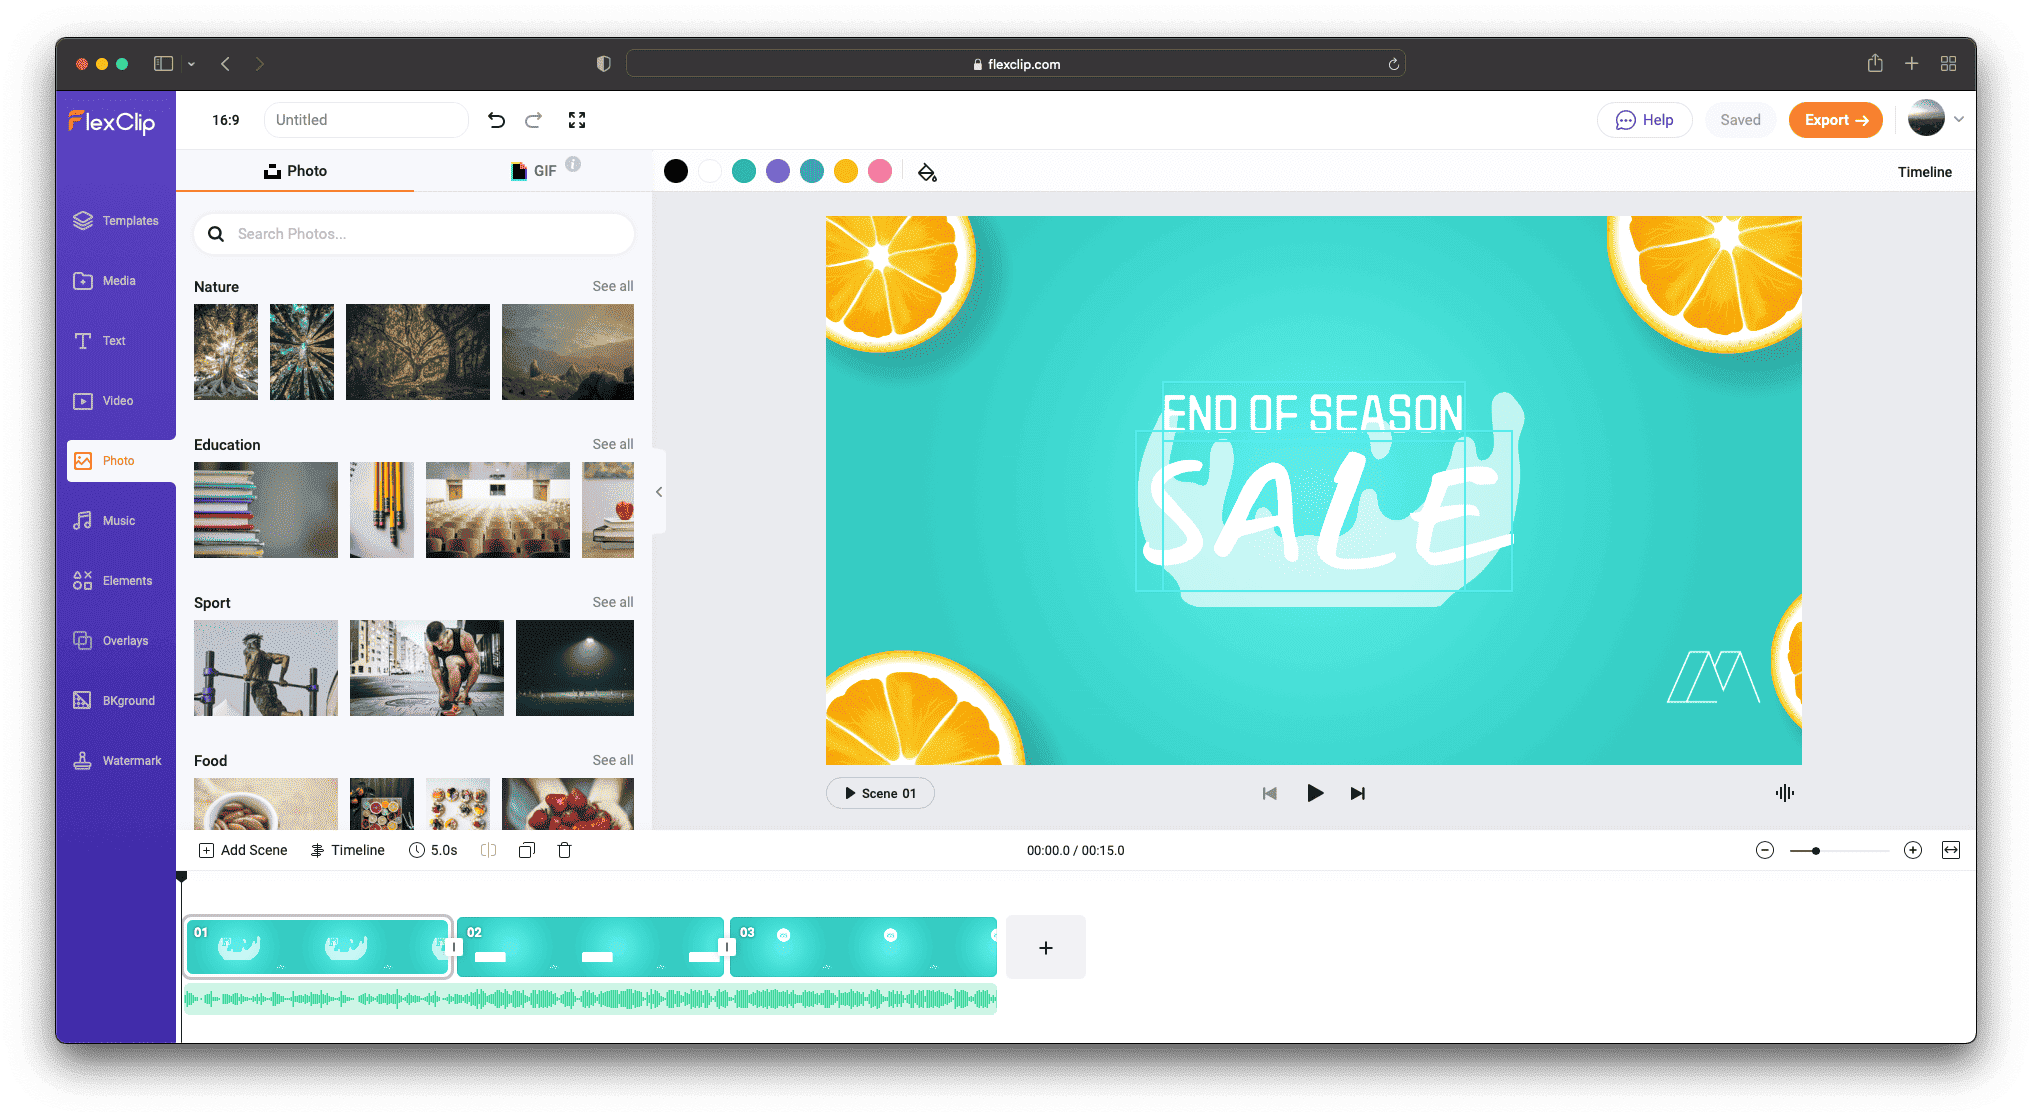 flexclip.com
FlexClip
16:9
Untitled
Help
Saved
Export
Photo
GIF
Timeline
Templates
Media
Text
Video
Photo
Music
Elements
Overlays
BKground
Watermark
Search Photos...
Nature
See all
Education
See all
Sport
See all
Food
See all
END OF SEASON
SALE
Scene 01
Add Scene
Timeline
5.0s
00:00.0 / 00:15.0
01
02
03